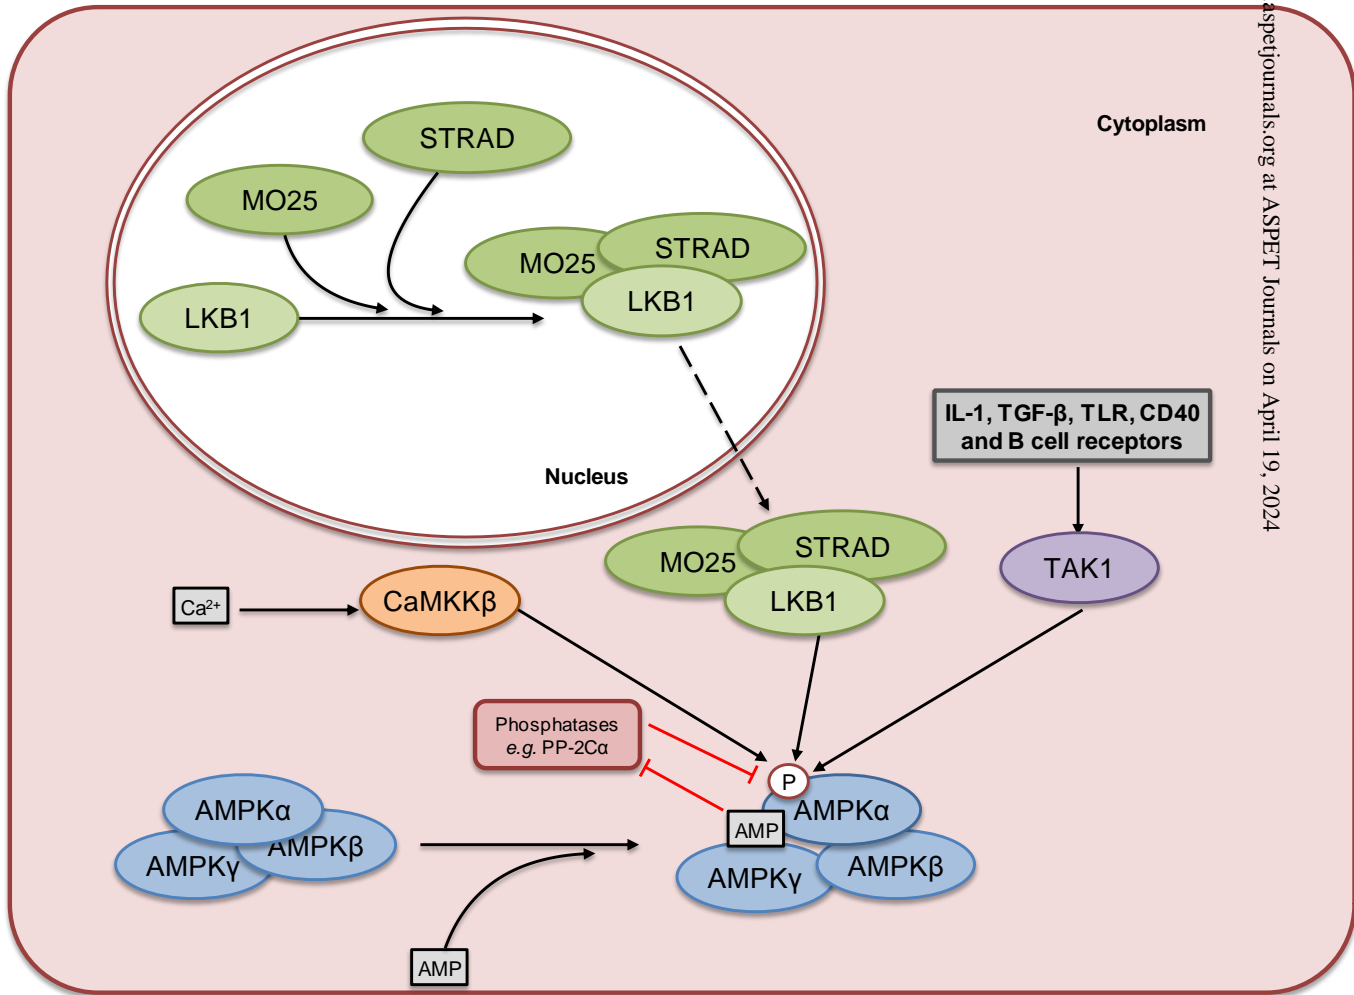 STRAD
MO25
STRAD
MO25
LKB1
LKB1
Nucleus
Cytoplasm
aspetjournals.org at ASPET Journals on April 19, 2024
IL-1, TGF-β, TLR, CD40
and B cell receptors
STRAD
MO25
LKB1
TAK1
Ca²⁺
CaMKKβ
Phosphatases
e.g. PP-2Cα
P
AMPKα
AMPKβ
AMPKγ
AMP
AMPKα
AMP
AMPKβ
AMPKγ